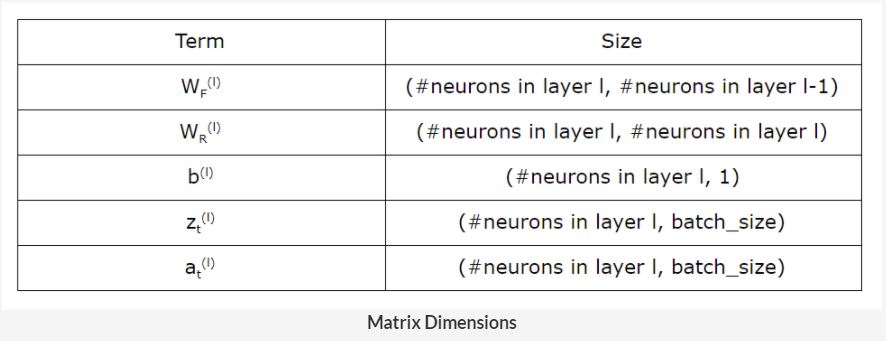 Term Size
W_F^(l) (#neurons in layer l, #neurons in layer l-1)
W_R^(l) (#neurons in layer l, #neurons in layer l)
b^(l) (#neurons in layer l, 1)
z_t^(l) (#neurons in layer l, batch_size)
a_t^(l) (#neurons in layer l, batch_size)
Matrix Dimensions